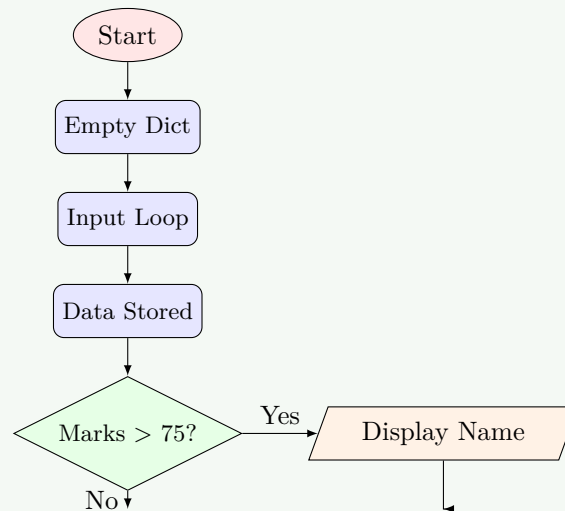 Start
Empty Dict
Input Loop
Data Stored
Marks > 75?
Yes
Display Name
No